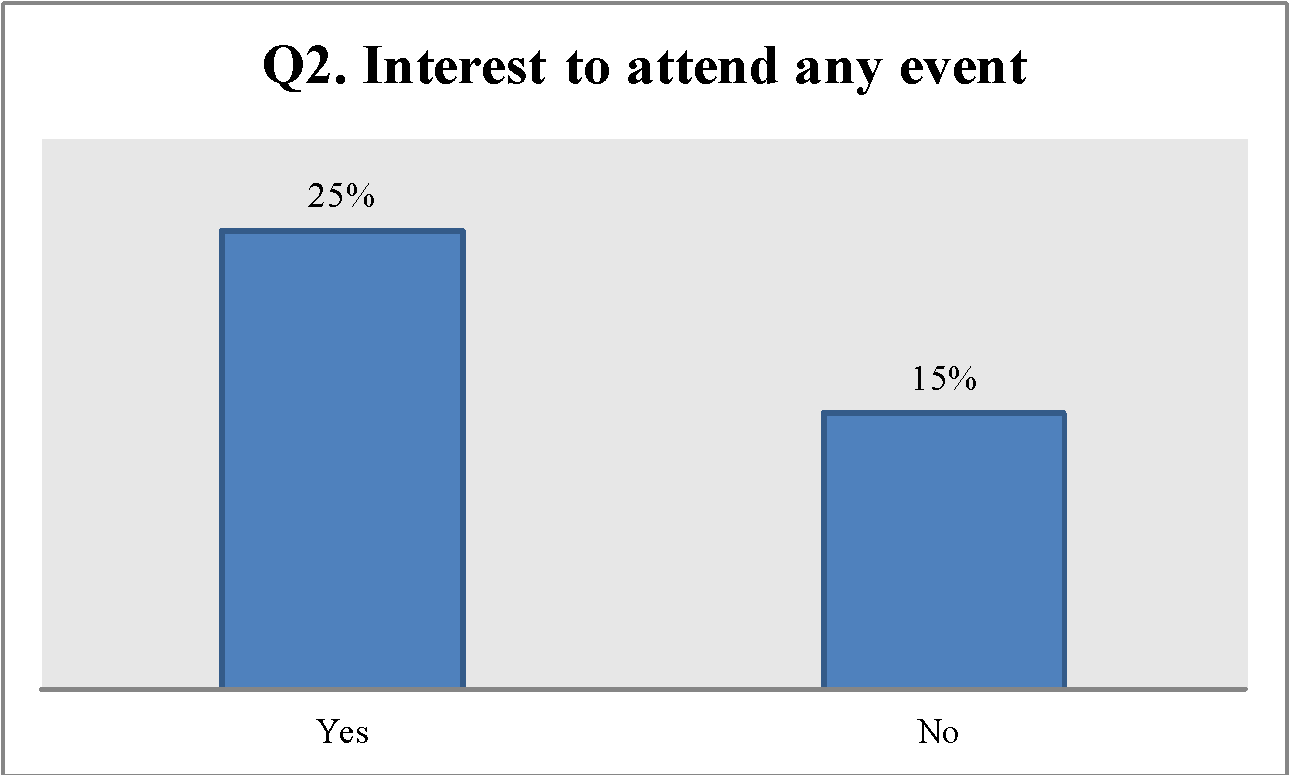 Q2. Interest to attend any event
25%
15%
Yes
No